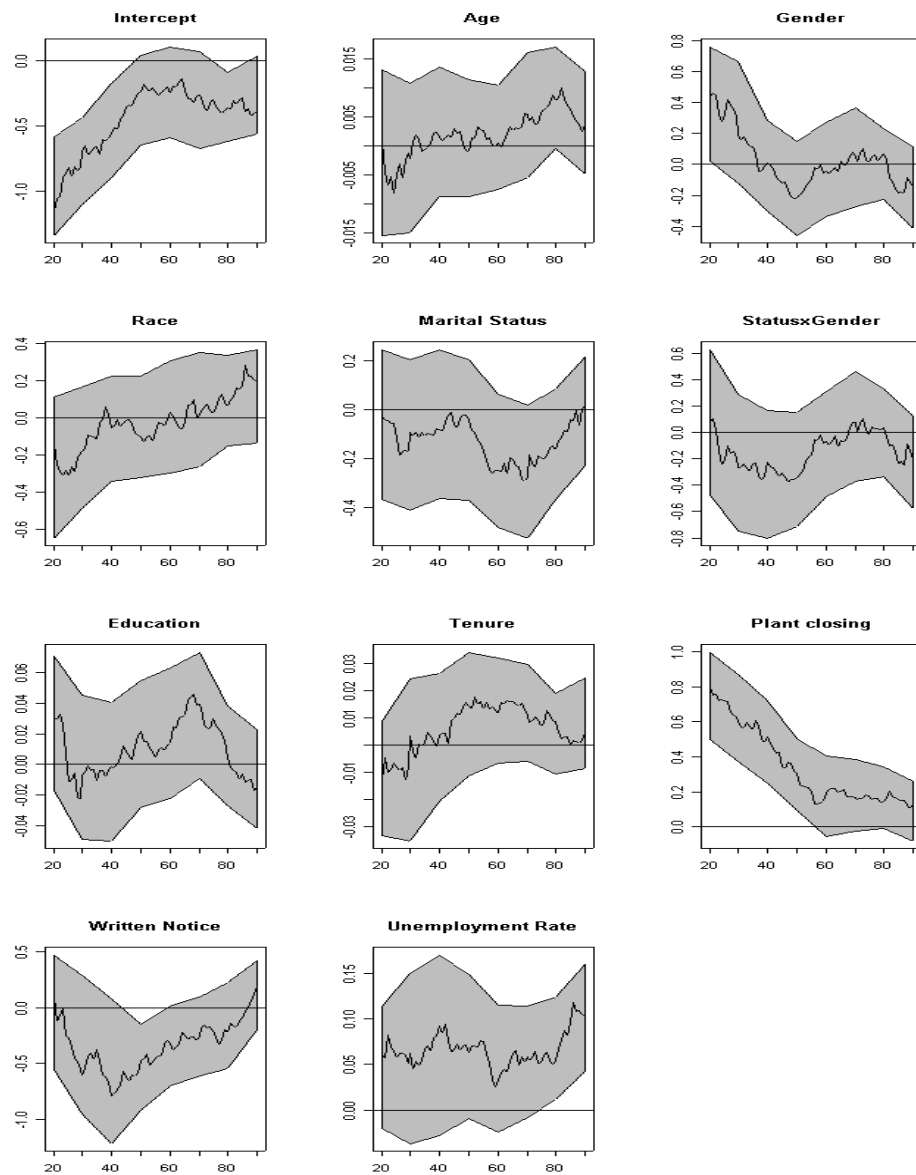 Intercept
0.0
-0.5
-1.0
20 40 60 80
Age
0.015
0.005
-0.005
-0.015
20 40 60 80
Gender
0.8
0.6
0.4
0.2
0.0
-0.2
-0.4
20 40 60 80
Race
0.4
0.2
0.0
-0.2
-0.4
-0.6
20 40 60 80
Marital Status
0.2
0.0
-0.2
-0.4
20 40 60 80
StatusxGender
0.6
0.4
0.2
0.0
-0.2
-0.4
-0.6
-0.8
20 40 60 80
Education
0.06
0.04
0.02
0.00
-0.02
-0.04
20 40 60 80
Tenure
0.03
0.01
-0.01
-0.03
20 40 60 80
Plant closing
1.0
0.8
0.6
0.4
0.2
0.0
20 40 60 80
Written Notice
0.5
0.0
-0.5
-1.0
20 40 60 80
Unemployment Rate
0.15
0.10
0.05
0.00
20 40 60 80